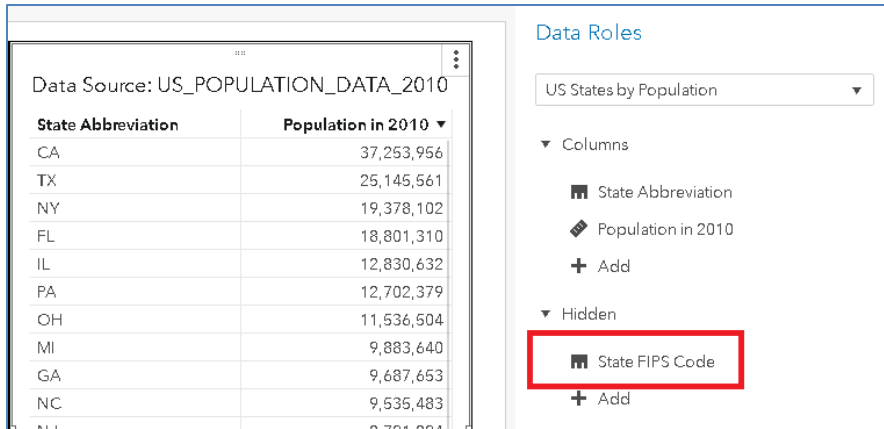 Data Source: US_POPULATION_DATA_2010
State Abbreviation Population in 2010
CA 37,253,956
TX 25,145,561
NY 19,378,102
FL 18,801,310
IL 12,830,632
PA 12,702,379
OH 11,536,504
MI 9,883,640
GA 9,687,653
NC 9,535,483
Data Roles
US States by Population
Columns
State Abbreviation
Population in 2010
Add
Hidden
State FIPS Code
Add